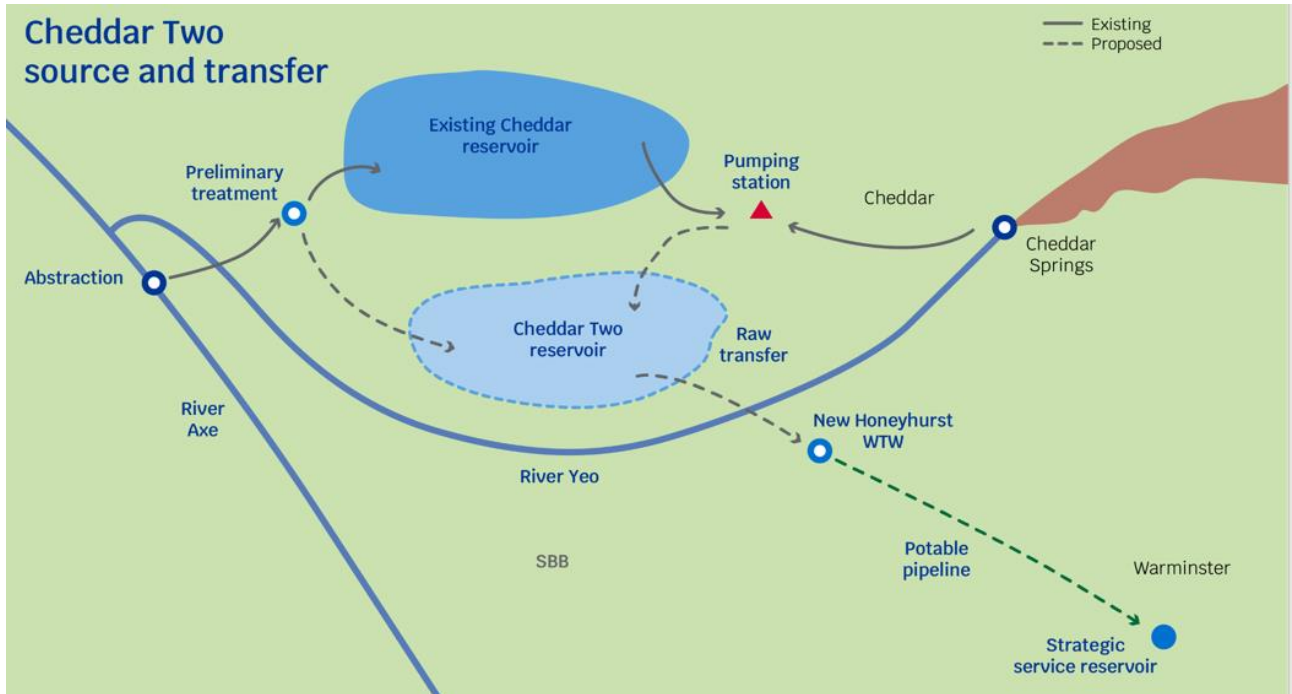 Cheddar Two
source and transfer
Existing
Proposed
Existing Cheddar
reservoir
Preliminary
treatment
Pumping
station
Cheddar
Cheddar
Springs
Abstraction
Cheddar Two
reservoir
Raw
transfer
River
Axe
New Honeyhurst
WTW
River Yeo
SBB
Potable
pipeline
Warminster
Strategic
service reservoir